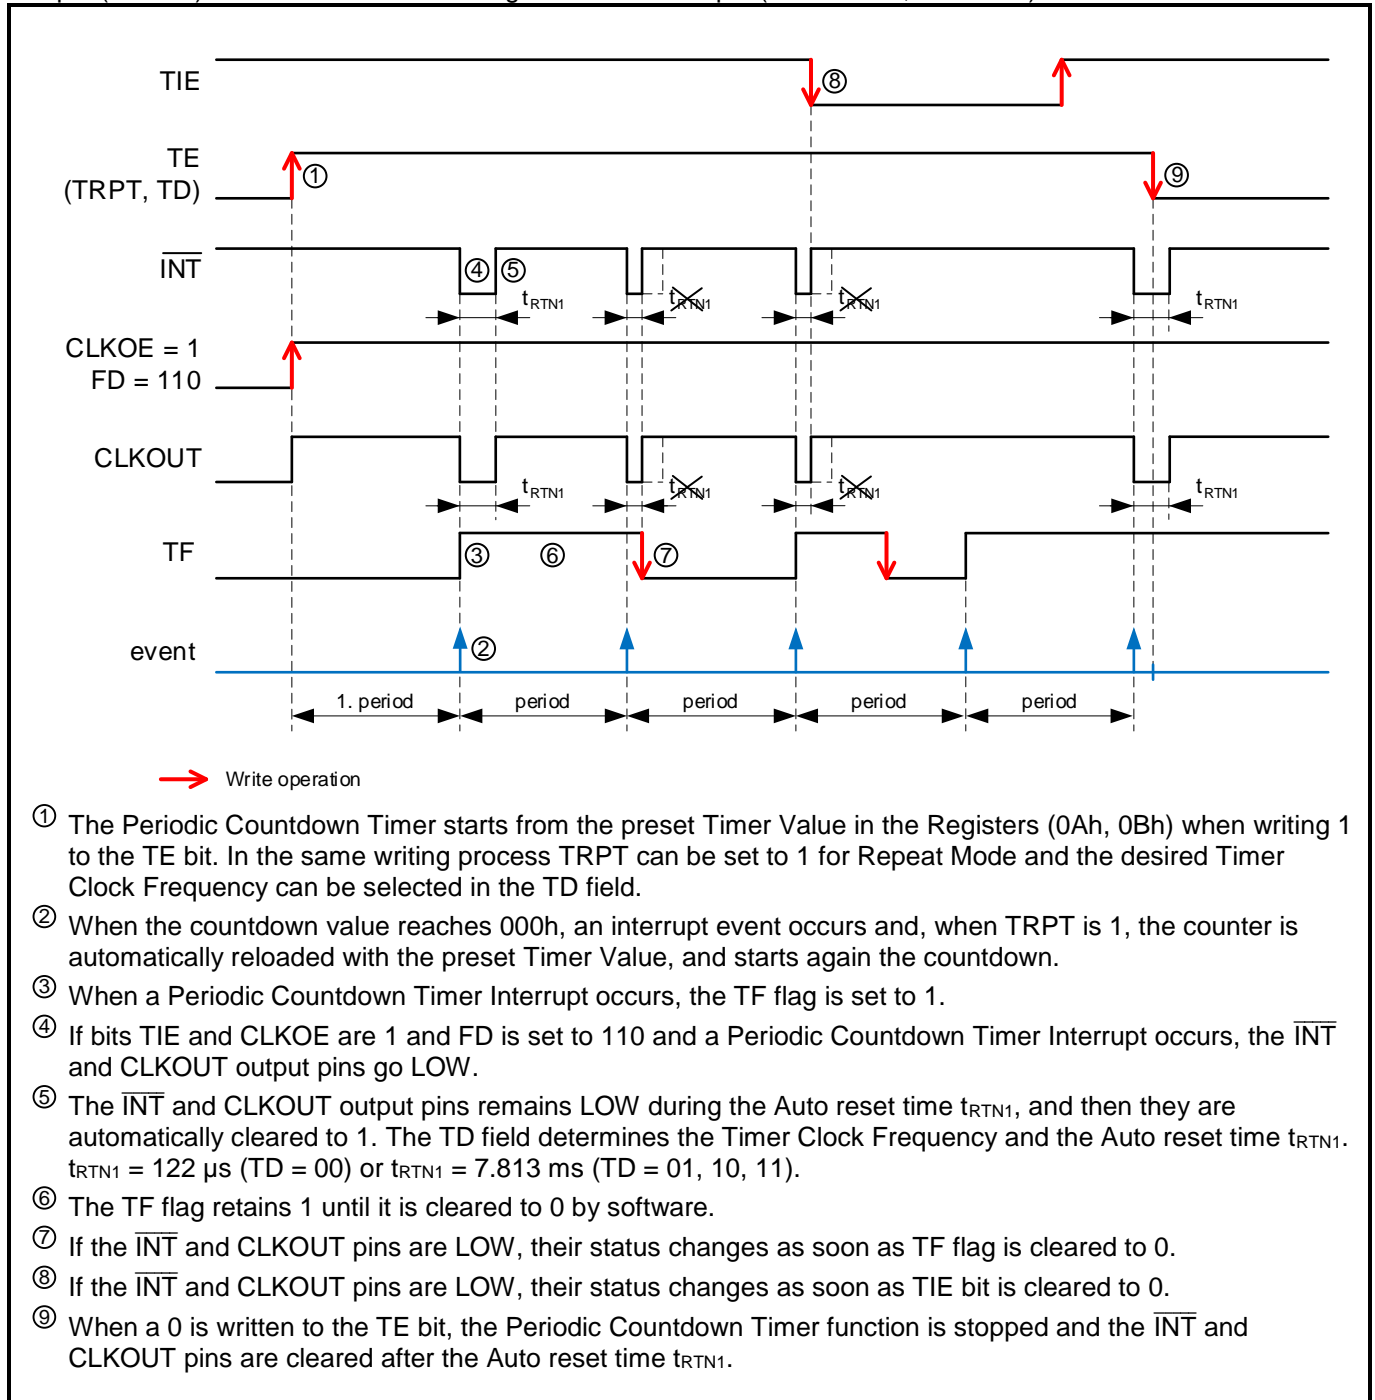 TIE
⑧
TE
(TRPT, TD)
①
⑨
INT
④ ⑤
tRTN1 tRTN1 tRTN1 tRTN1
CLKOE = 1
FD = 110
CLKOUT
tRTN1 tRTN1 tRTN1 tRTN1
TF
③ ⑥ ⑦
event
②
1. period period period period period
Write operation
① The Periodic Countdown Timer starts from the preset Timer Value in the Registers (0Ah, 0Bh) when writing 1
to the TE bit. In the same writing process TRPT can be set to 1 for Repeat Mode and the desired Timer
Clock Frequency can be selected in the TD field.
② When the countdown value reaches 000h, an interrupt event occurs and, when TRPT is 1, the counter is
automatically reloaded with the preset Timer Value, and starts again the countdown.
③ When a Periodic Countdown Timer Interrupt occurs, the TF flag is set to 1.
④ If bits TIE and CLKOE are 1 and FD is set to 110 and a Periodic Countdown Timer Interrupt occurs, the INT
and CLKOUT output pins go LOW.
⑤ The INT and CLKOUT output pins remains LOW during the Auto reset time tRTN1, and then they are
automatically cleared to 1. The TD field determines the Timer Clock Frequency and the Auto reset time tRTN1.
tRTN1 = 122 µs (TD = 00) or tRTN1 = 7.813 ms (TD = 01, 10, 11).
⑥ The TF flag retains 1 until it is cleared to 0 by software.
⑦ If the INT and CLKOUT pins are LOW, their status changes as soon as TF flag is cleared to 0.
⑧ If the INT and CLKOUT pins are LOW, their status changes as soon as TIE bit is cleared to 0.
⑨ When a 0 is written to the TE bit, the Periodic Countdown Timer function is stopped and the INT and
CLKOUT pins are cleared after the Auto reset time tRTN1.